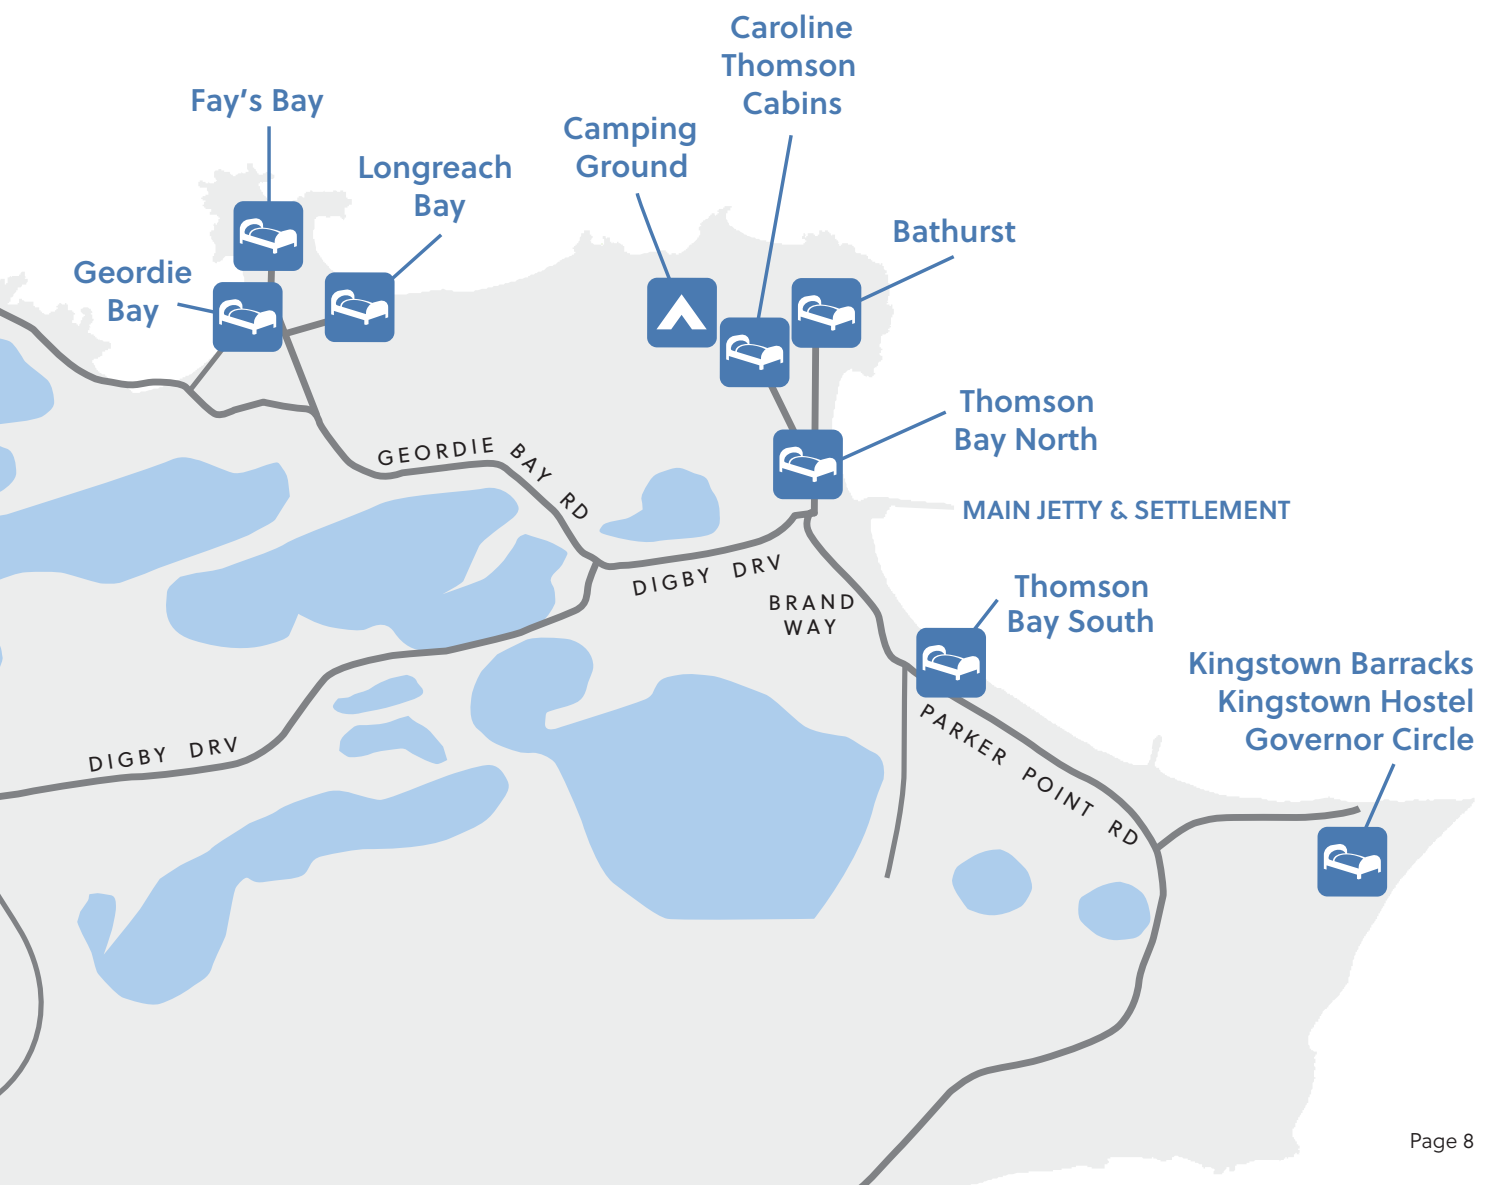 Caroline
Thomson
Cabins
Fay's Bay
Camping
Ground
Longreach
Bay
Bathurst
Geordie
Bay
Thomson
Bay North
GEORDIE BAY RD
MAIN JETTY & SETTLEMENT
DIGBY DRV
BRAND
WAY
Thomson
Bay South
Kingstown Barracks
Kingstown Hostel
Governor Circle
PARKER POINT RD
DIGBY DRV
Page 8